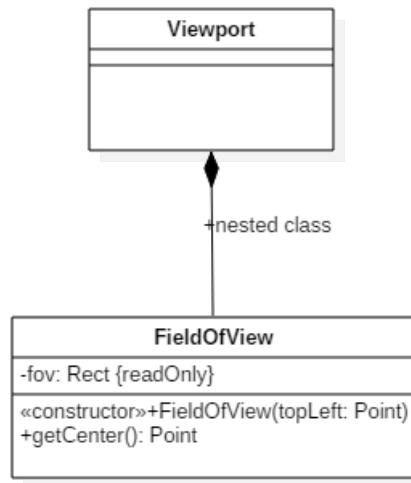 Viewport
+nested class
FieldOfView
-fov: Rect {readOnly}
«constructor»+FieldOfView(topLeft: Point)
+getCenter(): Point